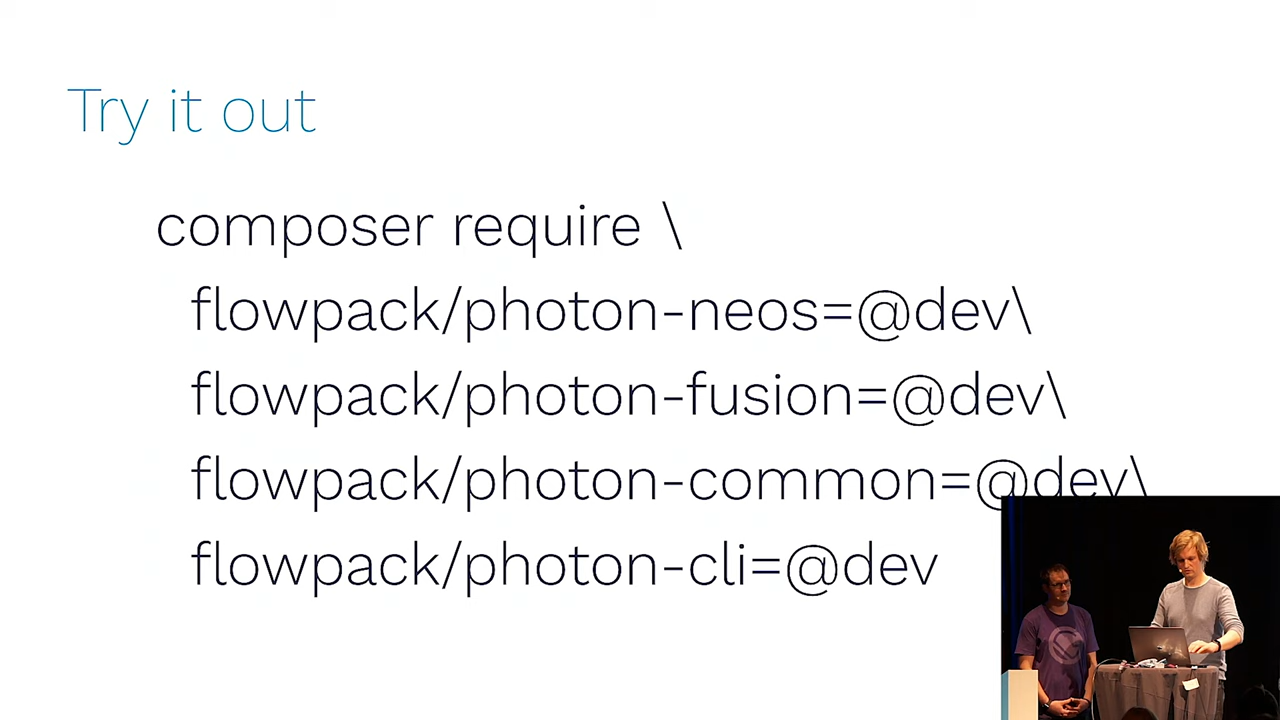 Try it out
composer require \
flowpack/photon-neos=@dev\
flowpack/photon-fusion=@dev\
flowpack/photon-common=@dev\
flowpack/photon-cli=@dev